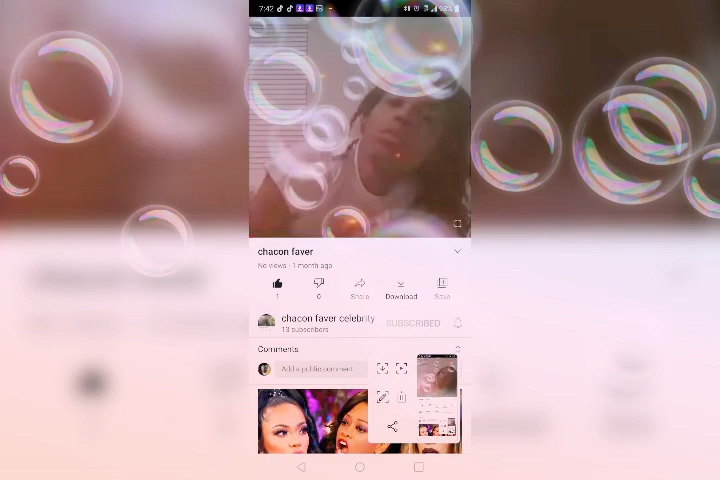 7:42
98%
chacon faver
No views · 1 month ago
1
0
Share
Download
Save
chacon faver celebrity
13 subscribers
SUBSCRIBED
Comments
Add a public comment